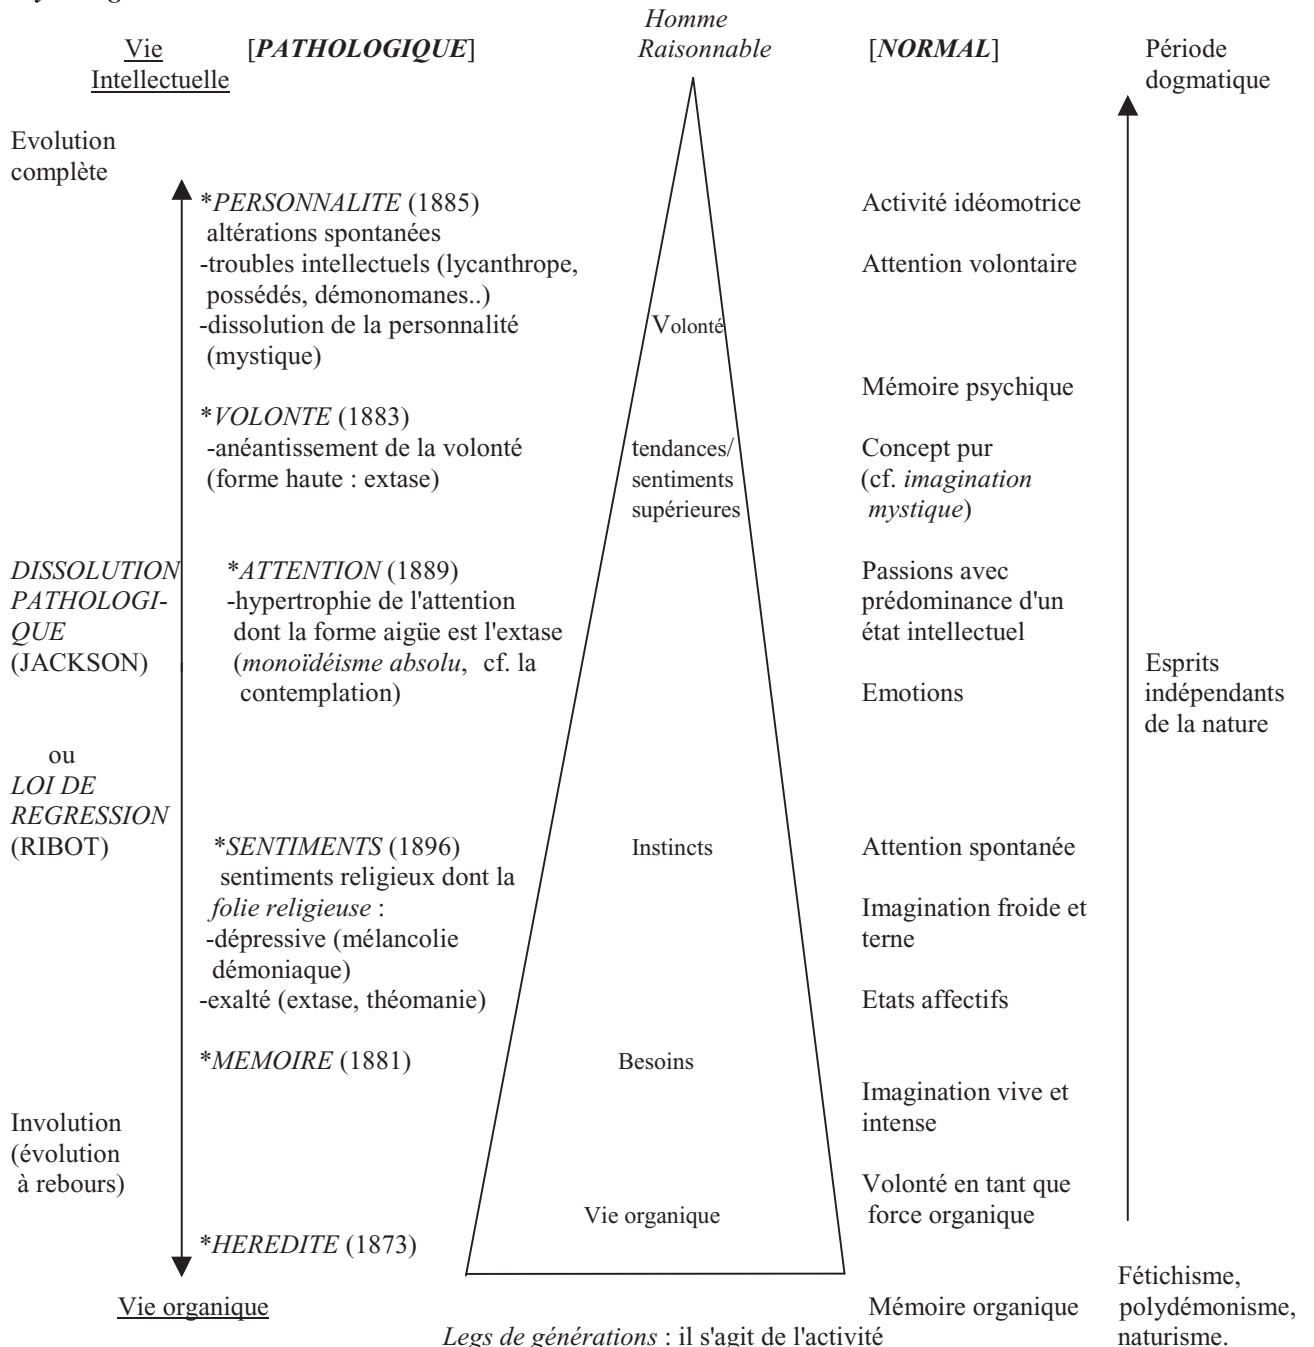 Homme
Vie [PATHOLOGIQUE] Raisonnable [NORMAL] Période
Intellectuelle dogmatique
Evolution
complète
*PERSONNALITE (1885) Activité idéomotrice
altérations spontanées
-troubles intellectuels (lycanthrope, Attention volontaire
possédés, démonomanes..)
-dissolution de la personnalité Volonté
(mystique)
Mémoire psychique
*VOLONTE (1883)
-anéantissement de la volonté tendances/ Concept pur
(forme haute : extase) sentiments (cf. imagination
supérieures mystique)
DISSOLUTION *ATTENTION (1889) Passions avec
PATHOLOGI- -hypertrophie de l'attention prédominance d'un
QUE dont la forme aigüe est l'extase état intellectuel
(JACKSON) (monoïdéisme absolu, cf. la Esprits
contemplation) Emotions indépendants
de la nature
ou
LOI DE
REGRESSION
(RIBOT) *SENTIMENTS (1896) Instincts Attention spontanée
sentiments religieux dont la
folie religieuse : Imagination froide et
-dépressive (mélancolie terne
démoniaque)
-exalté (extase, théomanie) Etats affectifs
*MEMOIRE (1881) Besoins
Imagination vive et
Involution intense
(évolution
à rebours) Volonté en tant que
Vie organique force organique
*HEREDITE (1873)
Fétichisme,
Vie organique Mémoire organique polydémonisme,
Legs de générations : il s'agit de l'activité naturisme.